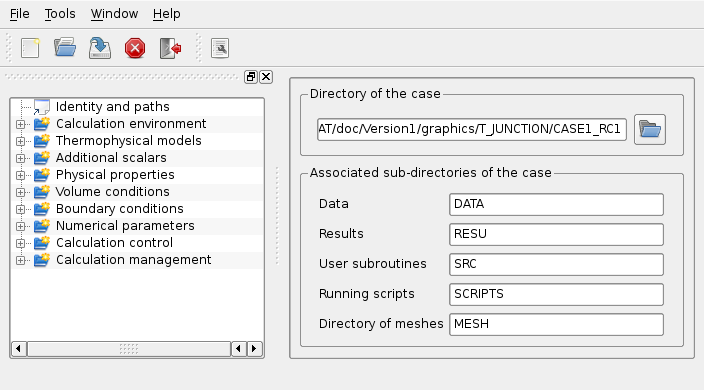 File Tools Window Help
Identity and paths
Calculation environment
Thermophysical models
Additional scalars
Physical properties
Volume conditions
Boundary conditions
Numerical parameters
Calculation control
Calculation management
Directory of the case
AT/doc/Version1/graphics/T_JUNCTION/CASE1_RC1
Associated sub-directories of the case
Data DATA
Results RESU
User subroutines SRC
Running scripts SCRIPTS
Directory of meshes MESH